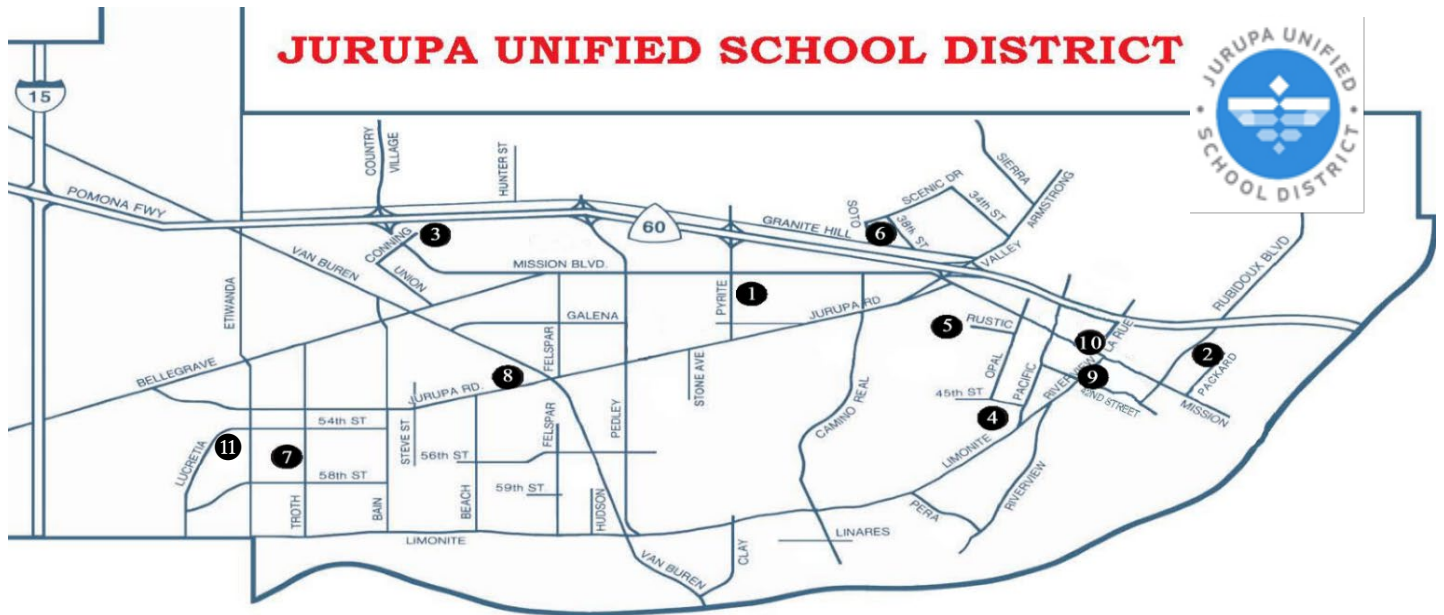 JURUPA UNIFIED SCHOOL DISTRICT
JURUPA UNIFIED
• SCHOOL DISTRICT •
15
POMONA FWY
COUNTRY
VILLAGE
HUNTER ST
60
GRANITE HILL
SOTO
SCENIC DR
38th ST
34th ST
SIERRA
ARMSTRONG
VALLEY
6
3
CONNING
UNION
VAN BUREN
ETIWANDA
MISSION BLVD.
PYRITE
1
JURUPA RD
RUBIDOUX BLVD
GALENA
FELSPAR
5
RUSTIC
OPAL
PACIFIC
10
LA RUE
RIVERVIEW
9
42ND STREET
2
PACKARD
MISSION
BELLEGRAVE
8
JURUPA RD.
STONE AVE
CAMINO REAL
45th ST
4
54th ST
STEVE ST
FELSPAR
PEDLEY
LIMONITE
11
LUCRETIA
7
58th ST
56th ST
59th ST
TROTH
BAIN
BEACH
HUDSON
RIVERVIEW
PERA
LIMONITE
VAN BUREN
CLAY
LINARES